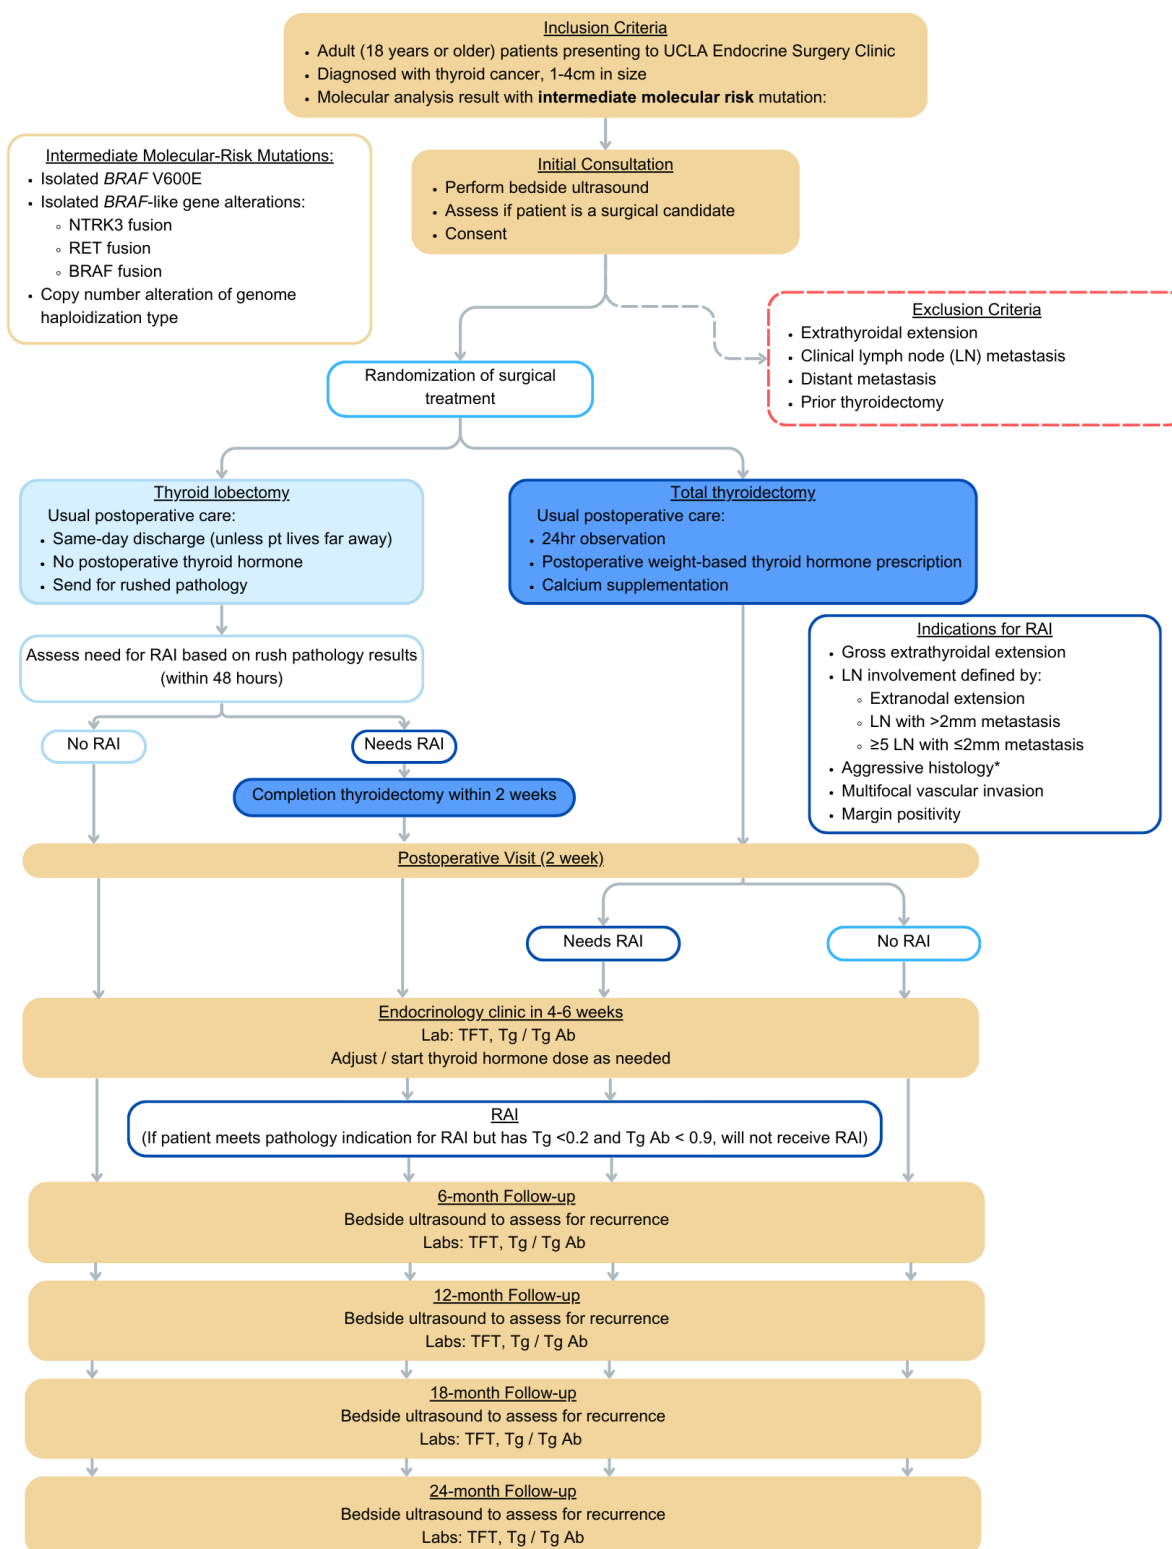 Inclusion Criteria
• Adult (18 years or older) patients presenting to UCLA Endocrine Surgery Clinic
• Diagnosed with thyroid cancer, 1-4cm in size
• Molecular analysis result with intermediate molecular risk mutation:
Intermediate Molecular-Risk Mutations:
• Isolated BRAF V600E
• Isolated BRAF-like gene alterations:
◦ NTRK3 fusion
◦ RET fusion
◦ BRAF fusion
• Copy number alteration of genome
haploidization type
Initial Consultation
• Perform bedside ultrasound
• Assess if patient is a surgical candidate
• Consent
Exclusion Criteria
• Extrathyroidal extension
• Clinical lymph node (LN) metastasis
• Distant metastasis
• Prior thyroidectomy
Randomization of surgical
treatment
Thyroid lobectomy
Usual postoperative care:
• Same-day discharge (unless pt lives far away)
• No postoperative thyroid hormone
• Send for rushed pathology
Total thyroidectomy
Usual postoperative care:
• 24hr observation
• Postoperative weight-based thyroid hormone prescription
• Calcium supplementation
Assess need for RAI based on rush pathology results
(within 48 hours)
Indications for RAI
• Gross extrathyroidal extension
• LN involvement defined by:
◦ Extranodal extension
◦ LN with >2mm metastasis
◦ ≥5 LN with ≤2mm metastasis
• Aggressive histology*
• Multifocal vascular invasion
• Margin positivity
No RAI
Needs RAI
Completion thyroidectomy within 2 weeks
Postoperative Visit (2 week)
Needs RAI
No RAI
Endocrinology clinic in 4-6 weeks
Lab: TFT, Tg / Tg Ab
Adjust / start thyroid hormone dose as needed
RAI
(If patient meets pathology indication for RAI but has Tg <0.2 and Tg Ab < 0.9, will not receive RAI)
6-month Follow-up
Bedside ultrasound to assess for recurrence
Labs: TFT, Tg / Tg Ab
12-month Follow-up
Bedside ultrasound to assess for recurrence
Labs: TFT, Tg / Tg Ab
18-month Follow-up
Bedside ultrasound to assess for recurrence
Labs: TFT, Tg / Tg Ab
24-month Follow-up
Bedside ultrasound to assess for recurrence
Labs: TFT, Tg / Tg Ab